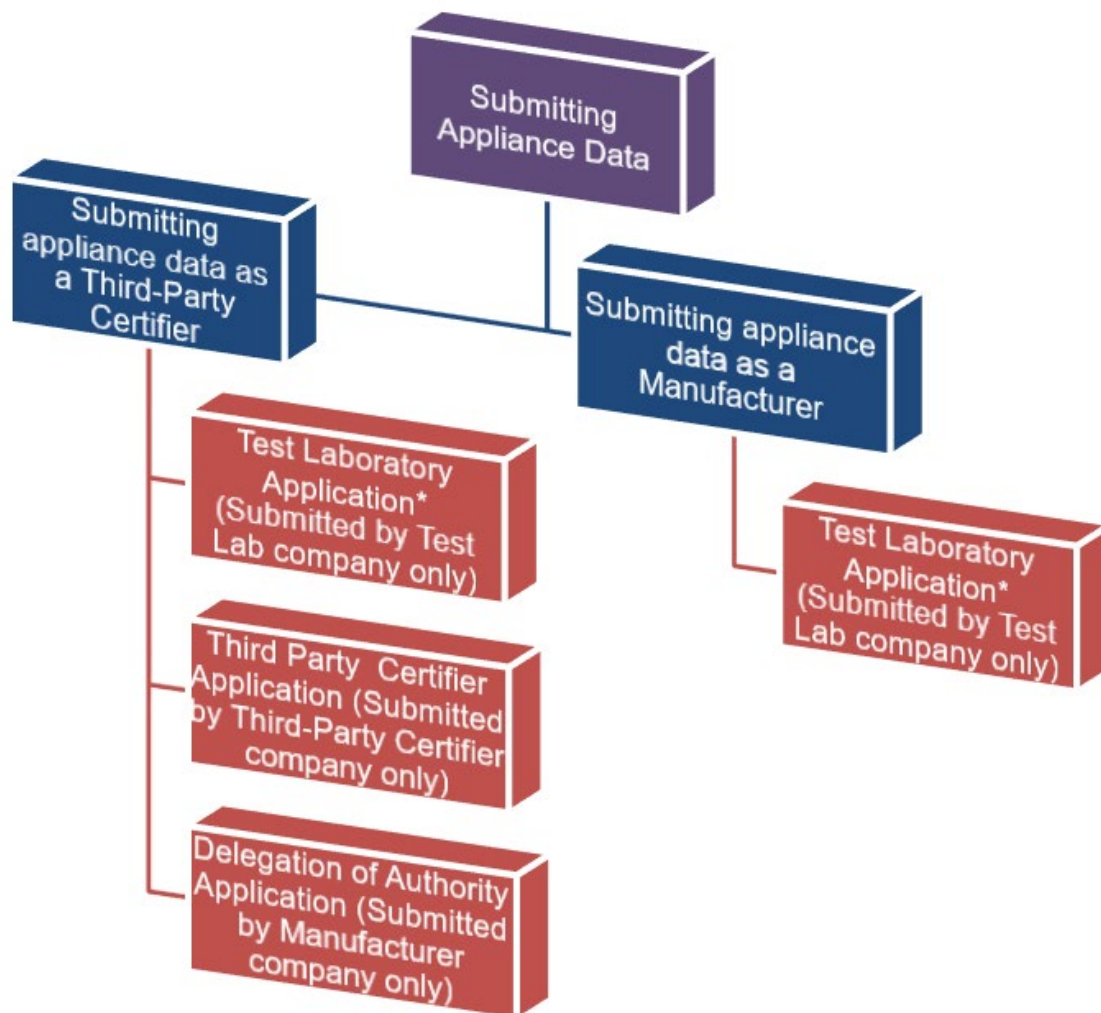 Submitting
Appliance Data
Submitting
appliance data as
a Third-Party
Certifier
Submitting appliance
data as a
Manufacturer
Test Laboratory
Application*
(Submitted by Test
Lab company only)
Third Party  Certifier
Application (Submitted
by Third-Party Certifier
company only)
Delegation of Authority
Application (Submitted
by Manufacturer
company only)
Test Laboratory
Application*
(Submitted by Test
Lab company only)